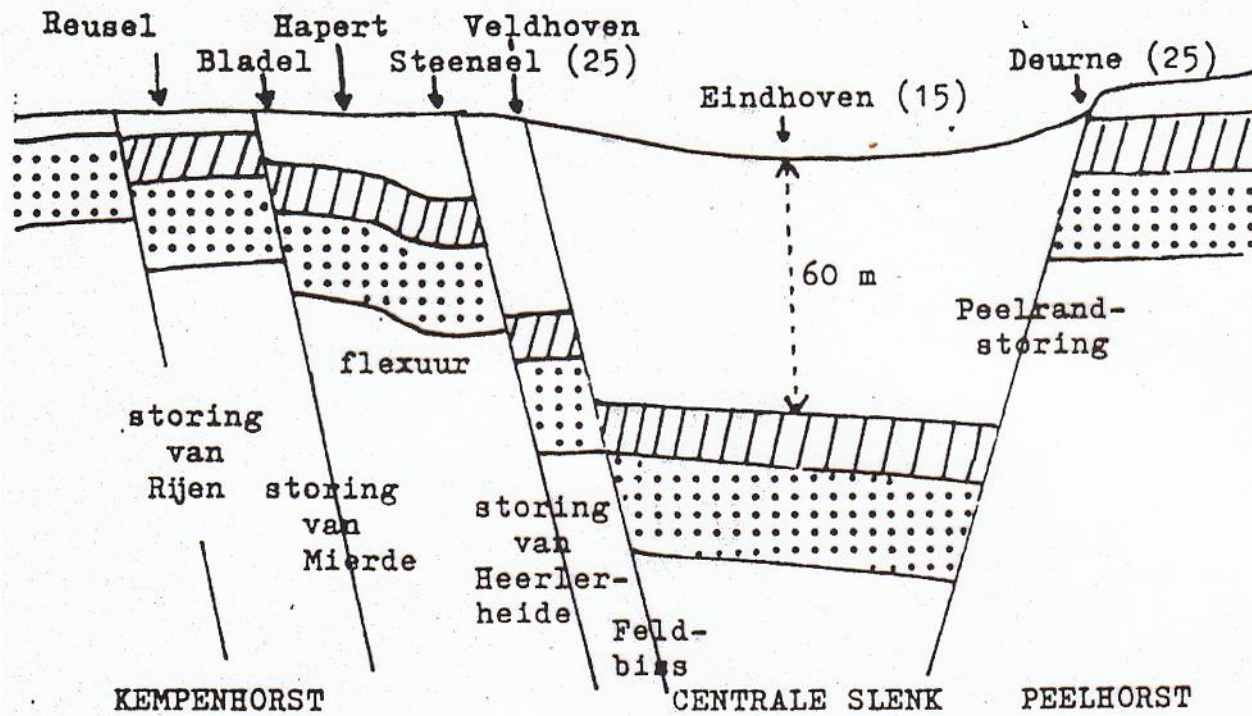 Reusel
Hapert
Veldhoven
Bladel
Steensel (25)
Deurne (25)
Eindhoven (15)
60 m
Peelrand-
storing
flexuur
storing
van
Rijen
storing
van
Mierde
storing
van
Heerler-
heide
Feld-
biss
KEMPENHORST
CENTRALE SLENK
PEELHORST